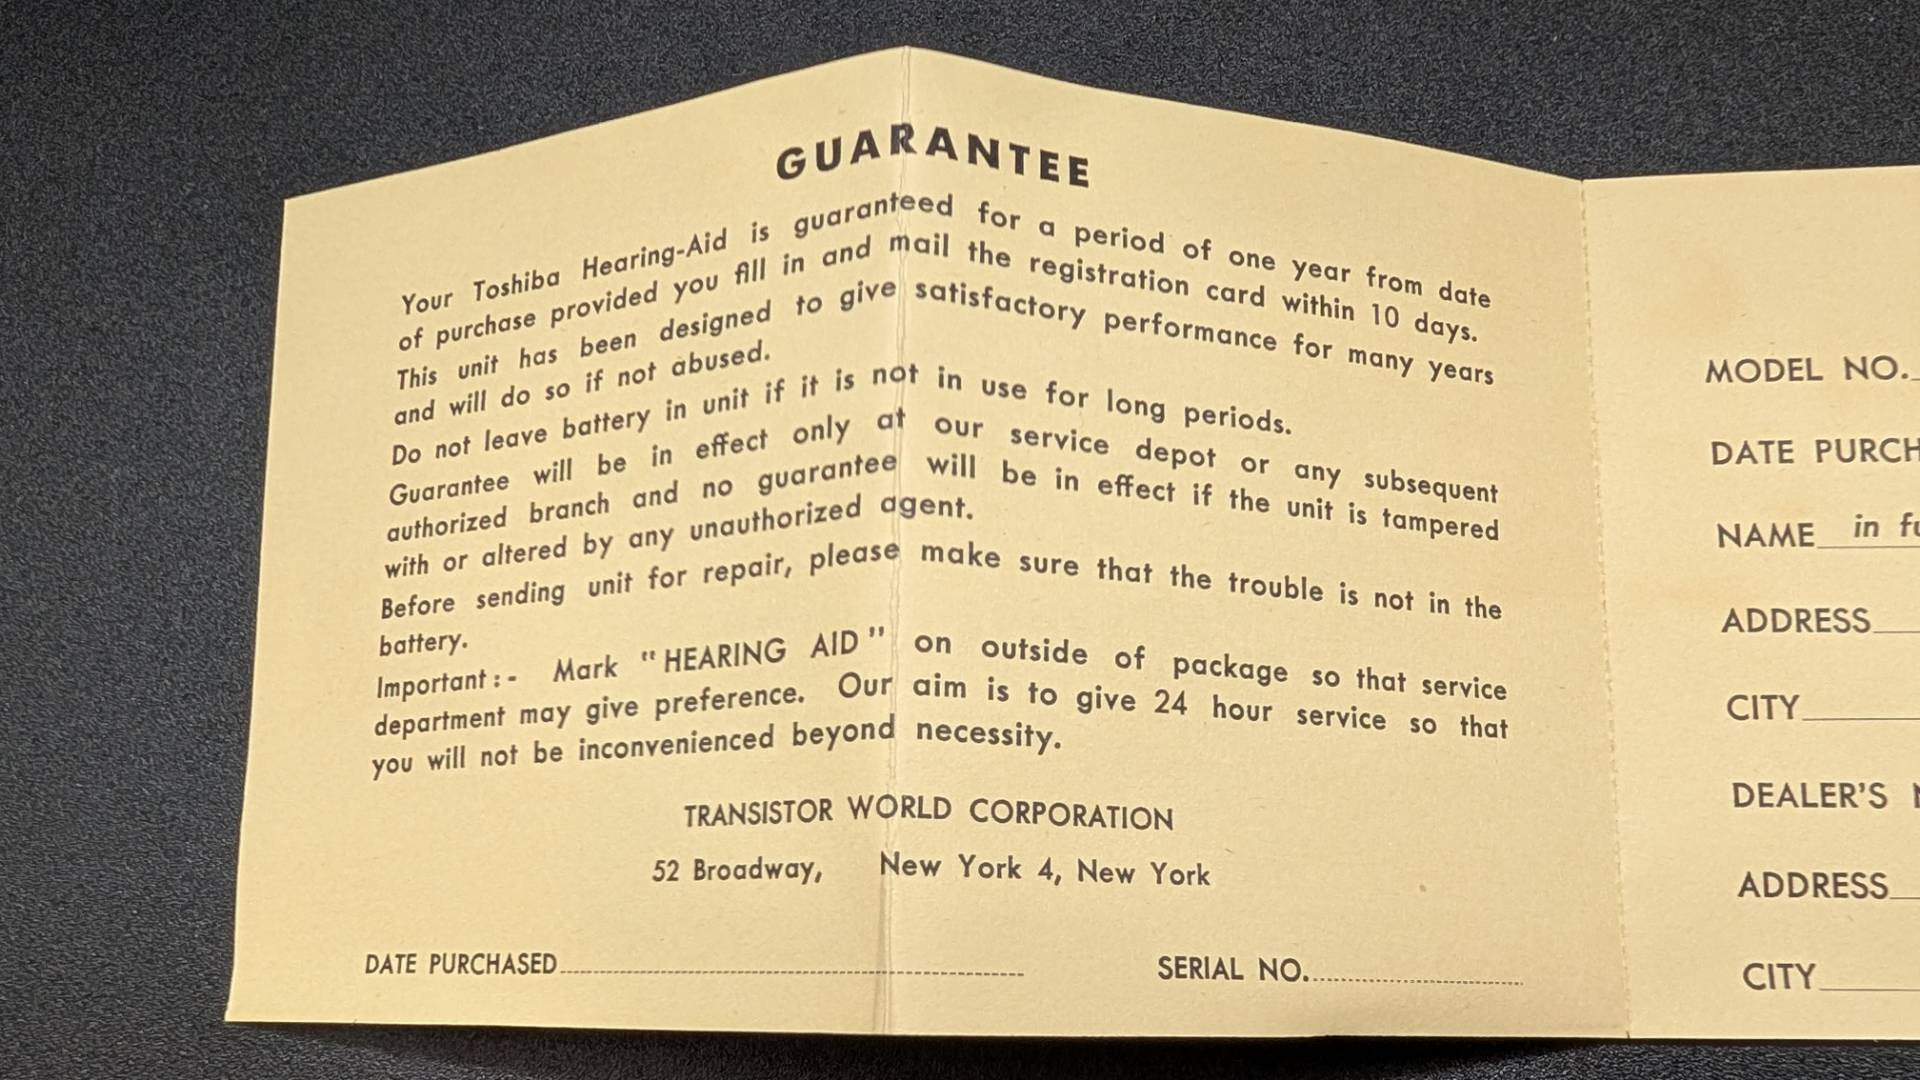 GUARANTEE
Your Toshiba Hearing-Aid is guaranteed for a period of one year from date
of purchase provided you fill in and mail the registration card within 10 days.
This unit has been designed to give satisfactory performance for many years
and will do so if not abused.
Do not leave battery in unit if it is not in use for long periods.
Guarantee will be in effect only at our service depot or any subsequent
authorized branch and no guarantee will be in effect if the unit is tampered
with or altered by any unauthorized agent.
Before sending unit for repair, please make sure that the trouble is not in the
battery.
Important:- Mark "HEARING AID" on outside of package so that service
department may give preference. Our aim is to give 24 hour service so that
you will not be inconvenienced beyond necessity.
TRANSISTOR WORLD CORPORATION
52 Broadway, New York 4, New York
DATE PURCHASED
SERIAL NO.
MODEL NO.
DATE
NAME in
ADDRESS
CITY
DEALER'S
ADDRESS
CITY